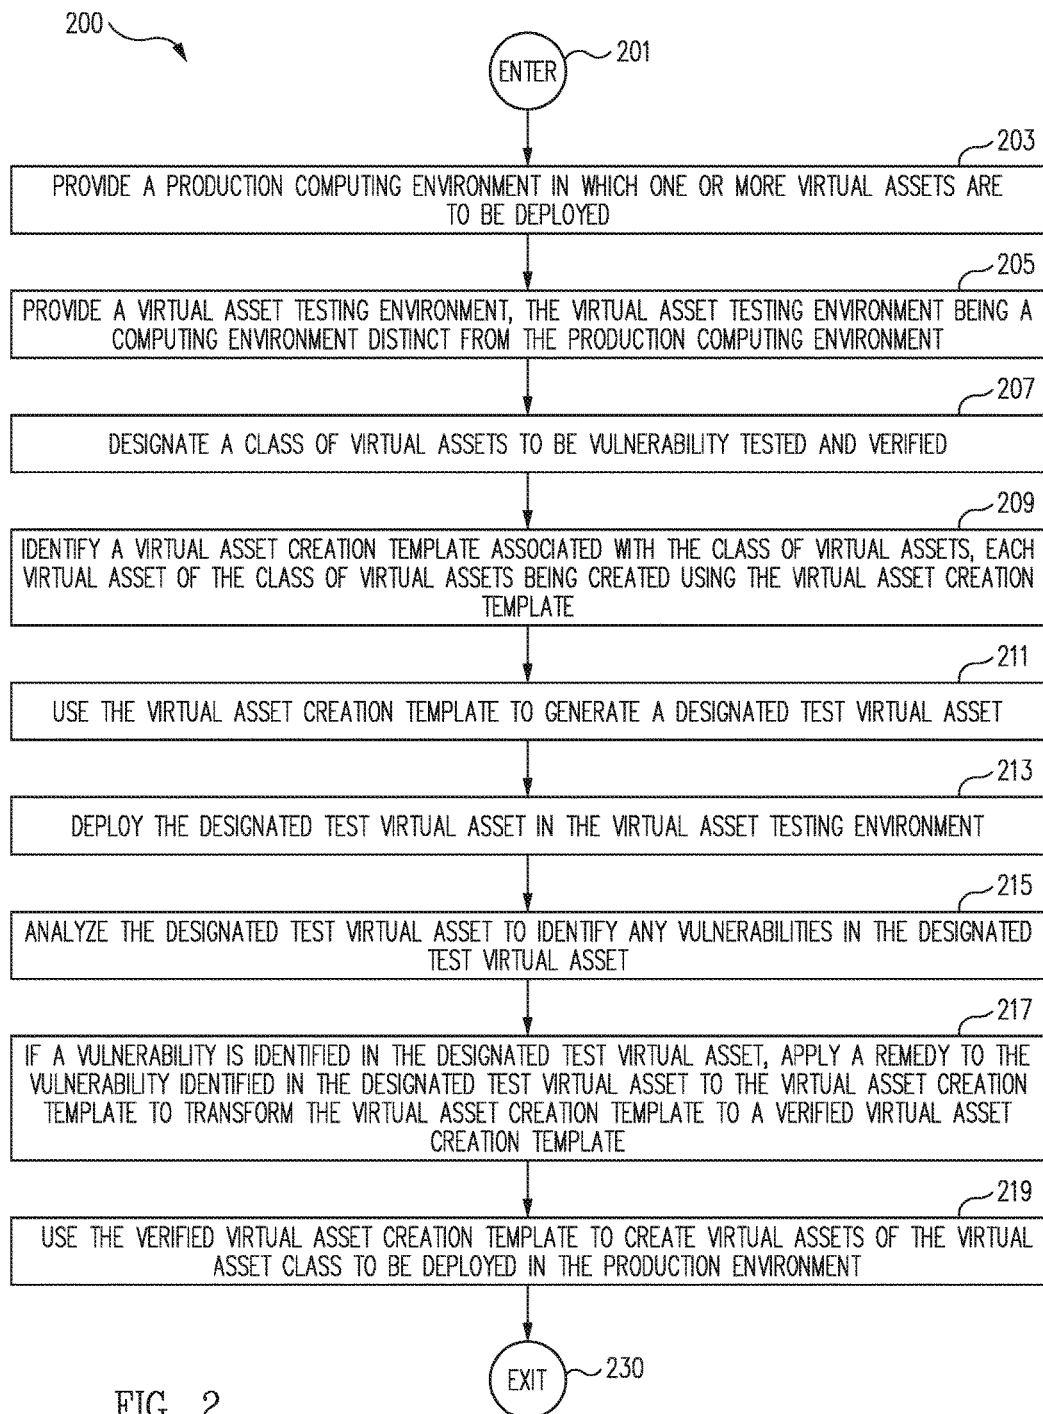 200
ENTER
201
203
PROVIDE A PRODUCTION COMPUTING ENVIRONMENT IN WHICH ONE OR MORE VIRTUAL ASSETS ARE
TO BE DEPLOYED
205
PROVIDE A VIRTUAL ASSET TESTING ENVIRONMENT, THE VIRTUAL ASSET TESTING ENVIRONMENT BEING A
COMPUTING ENVIRONMENT DISTINCT FROM THE PRODUCTION COMPUTING ENVIRONMENT
207
DESIGNATE A CLASS OF VIRTUAL ASSETS TO BE VULNERABILITY TESTED AND VERIFIED
209
IDENTIFY A VIRTUAL ASSET CREATION TEMPLATE ASSOCIATED WITH THE CLASS OF VIRTUAL ASSETS, EACH
VIRTUAL ASSET OF THE CLASS OF VIRTUAL ASSETS BEING CREATED USING THE VIRTUAL ASSET CREATION
TEMPLATE
211
USE THE VIRTUAL ASSET CREATION TEMPLATE TO GENERATE A DESIGNATED TEST VIRTUAL ASSET
213
DEPLOY THE DESIGNATED TEST VIRTUAL ASSET IN THE VIRTUAL ASSET TESTING ENVIRONMENT
215
ANALYZE THE DESIGNATED TEST VIRTUAL ASSET TO IDENTIFY ANY VULNERABILITIES IN THE DESIGNATED
TEST VIRTUAL ASSET
217
IF A VULNERABILITY IS IDENTIFIED IN THE DESIGNATED TEST VIRTUAL ASSET, APPLY A REMEDY TO THE
VULNERABILITY IDENTIFIED IN THE DESIGNATED TEST VIRTUAL ASSET TO THE VIRTUAL ASSET CREATION
TEMPLATE TO TRANSFORM THE VIRTUAL ASSET CREATION TEMPLATE TO A VERIFIED VIRTUAL ASSET
CREATION TEMPLATE
219
USE THE VERIFIED VIRTUAL ASSET CREATION TEMPLATE TO CREATE VIRTUAL ASSETS OF THE VIRTUAL
ASSET CLASS TO BE DEPLOYED IN THE PRODUCTION ENVIRONMENT
EXIT
230
FIG. 2